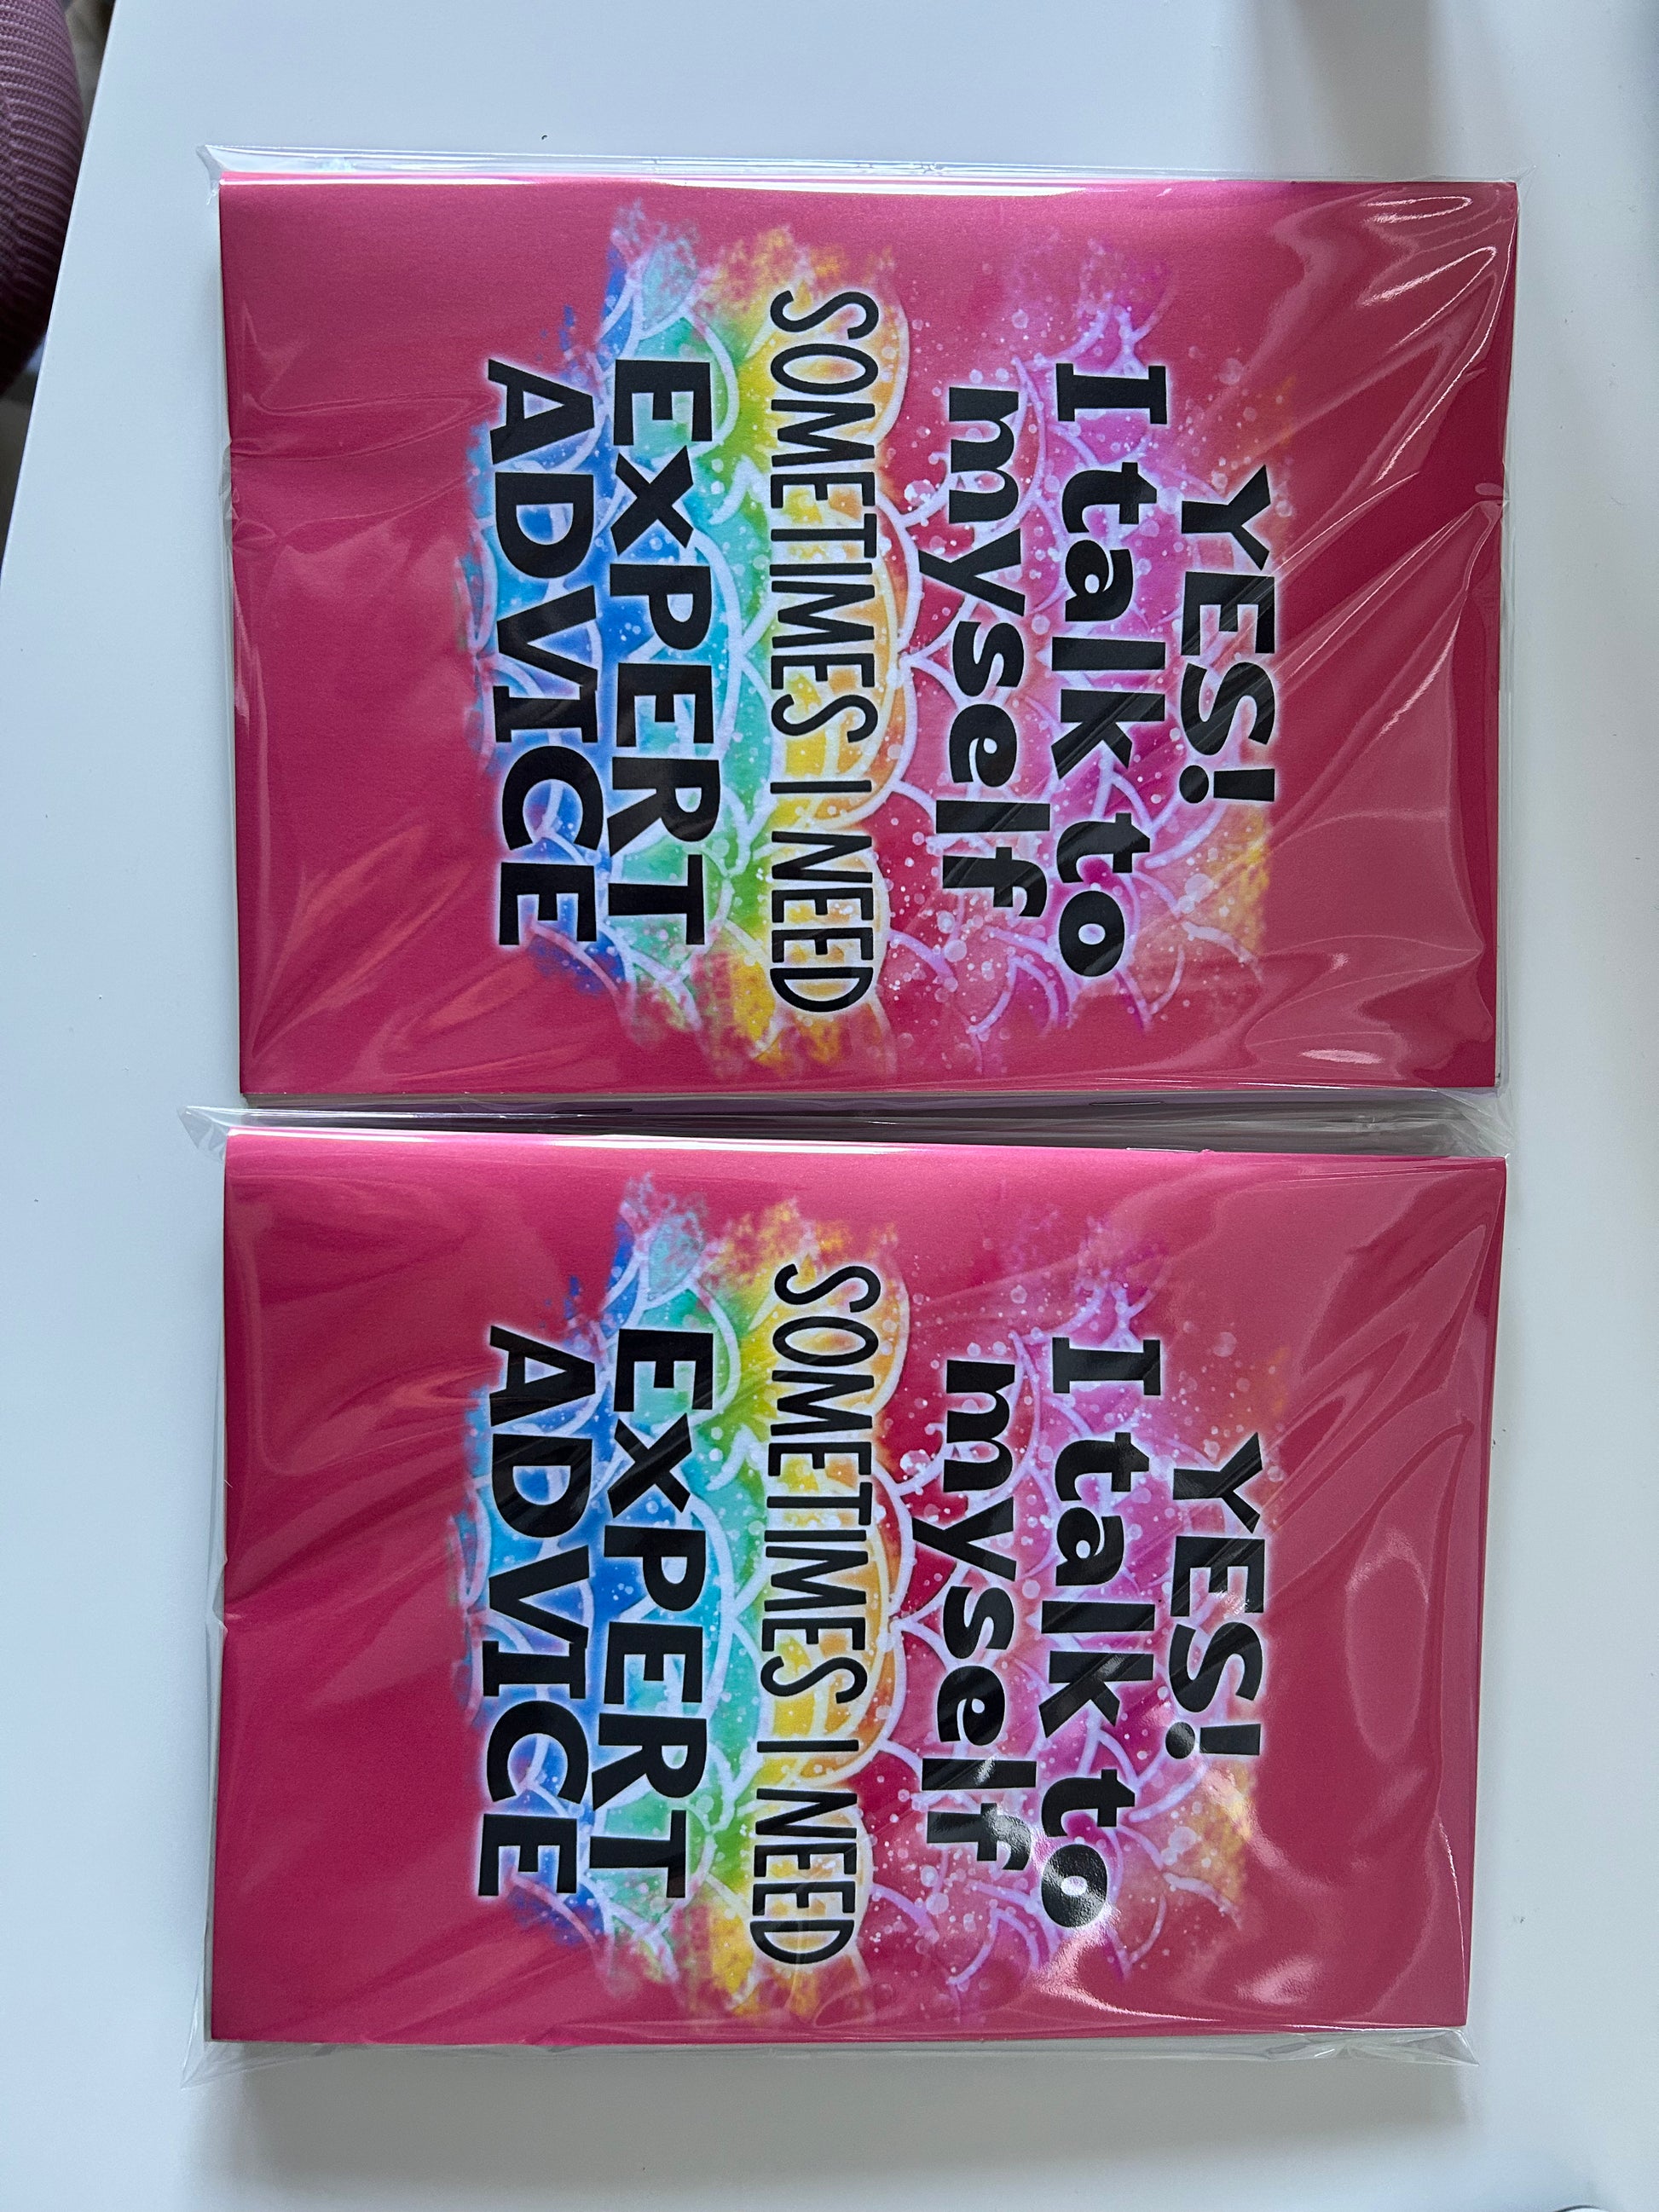 YES!
I talk to
myself
SOMETIMES I NEED
EXPERT
ADVICE
YES!
I talk to
myself
SOMETIMES I NEED
EXPERT
ADVICE